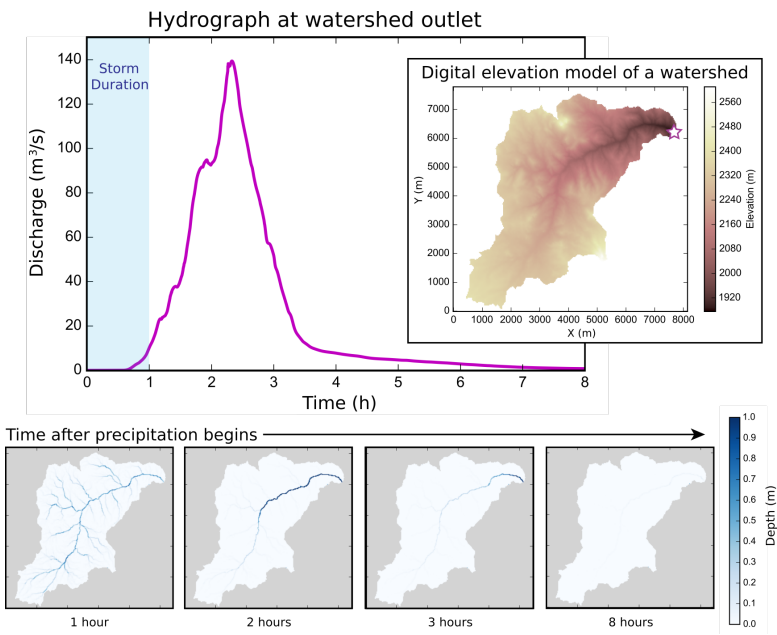 Hydrograph at watershed outlet
Discharge (m³/s)
140
120
100
80
60
40
20
0
Storm
Duration
0 1 2 3 4 5 6 7 8
Time (h)
Digital elevation model of a watershed
Y (m)
7000
6000
5000
4000
3000
2000
1000
0
0 1000 2000 3000 4000 5000 6000 7000 8000
X (m)
2560
2480
2400
2320
2240
2160
2080
2000
1920
Elevation (m)
Time after precipitation begins
1 hour
2 hours
3 hours
8 hours
1.0
0.9
0.8
0.7
0.6
0.5
0.4
0.3
0.2
0.1
0.0
Depth (m)